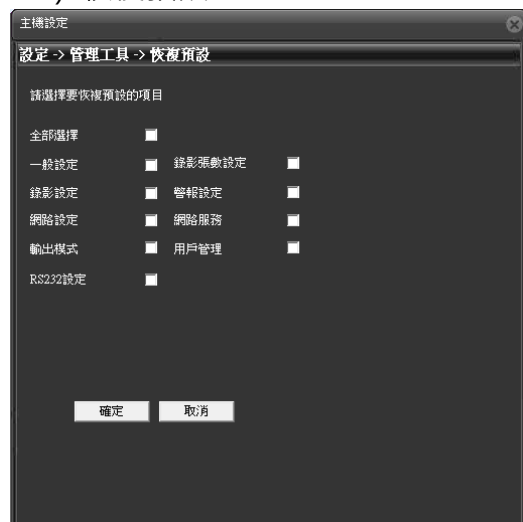 主機設定
設定 -> 管理工具 -> 恢複預設
請選擇要恢複預設的項目
全部選擇
一般設定 錄影張數設定
錄影設定 警報設定
網路設定 網路服務
輸出模式 用戶管理
RS232設定
確定 取消